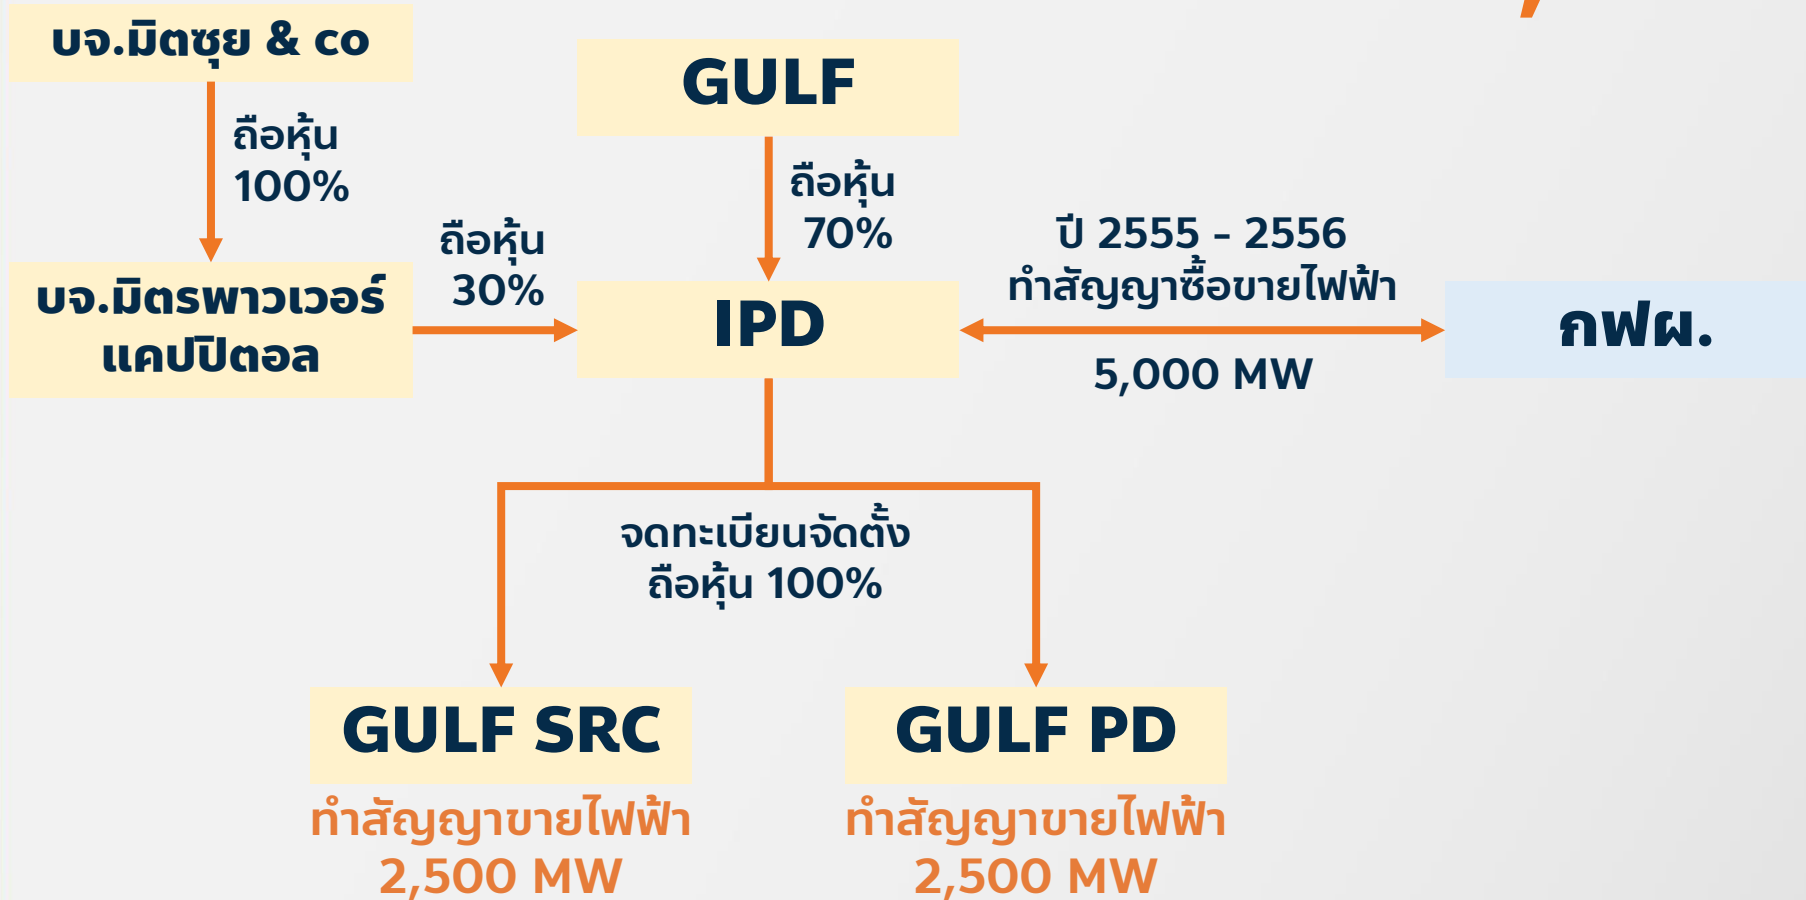 บจ.มิตซุย & co
ถือหุ้น
100%
บจ.มิตรพาวเวอร์
แคปปิตอล
ถือหุ้น
30%
GULF
ถือหุ้น
70%
IPD
ปี 2555 - 2556
ทำสัญญาซื้อขายไฟฟ้า
5,000 MW
กฟผ.
จดทะเบียนจัดตั้ง
ถือหุ้น 100%
GULF SRC
ทำสัญญาขายไฟฟ้า
2,500 MW
GULF PD
ทำสัญญาขายไฟฟ้า
2,500 MW